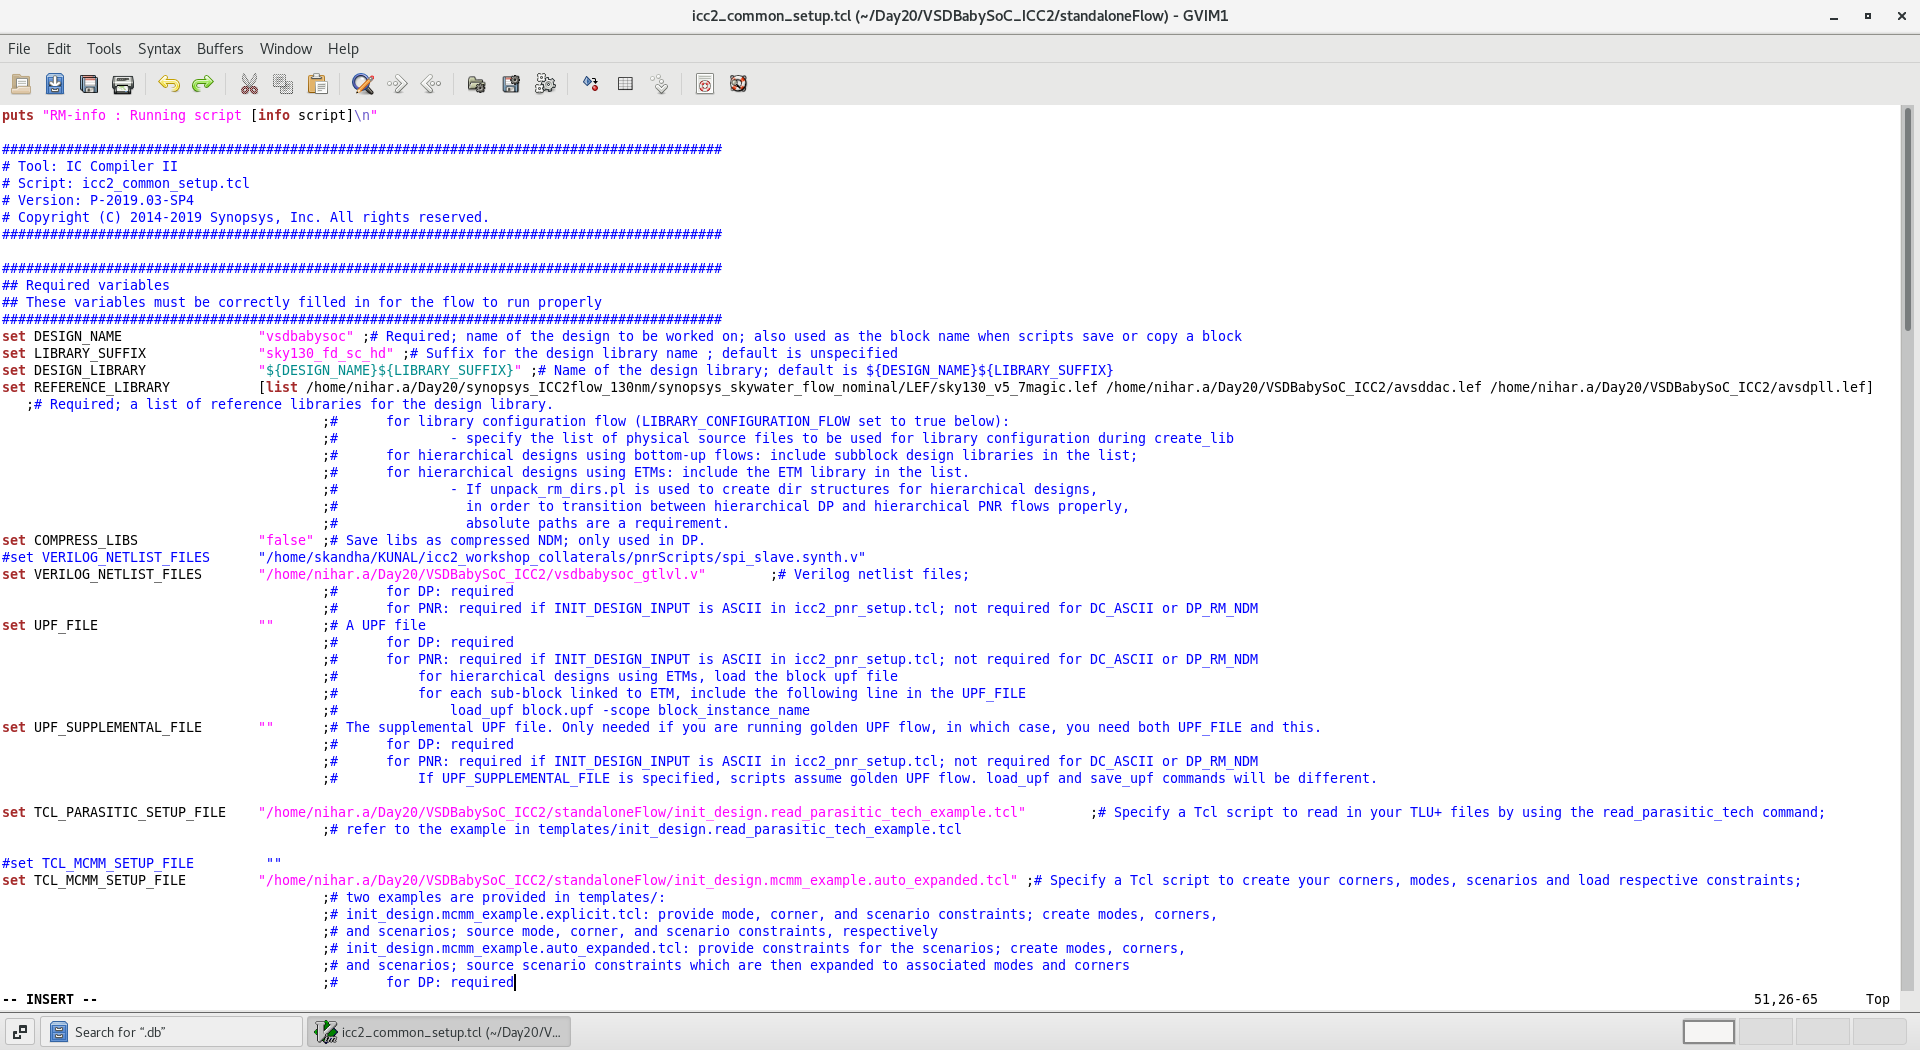 icc2_common_setup.tcl (~/Day20/VSDBabySoC_ICC2/standaloneFlow) - GVIM1
File Edit Tools Syntax Buffers Window Help
puts "RM-info : Running script [info script]\n"
##########################################################################################
# Tool: IC Compiler II
# Script: icc2_common_setup.tcl
# Version: P-2019.03-SP4
# Copyright (C) 2014-2019 Synopsys, Inc. All rights reserved.
##########################################################################################
##########################################################################################
## Required variables
## These variables must be correctly filled in for the flow to run properly
##########################################################################################
set DESIGN_NAME "vsdbabysoc" ;# Required; name of the design to be worked on; also used as the block name when scripts save or copy a block
set LIBRARY_SUFFIX "sky130_fd_sc_hd" ;# Suffix for the design library name ; default is unspecified
set DESIGN_LIBRARY "${DESIGN_NAME}${LIBRARY_SUFFIX}" ;# Name of the design library; default is ${DESIGN_NAME}${LIBRARY_SUFFIX}
set REFERENCE_LIBRARY [list /home/nihar.a/Day20/synopsys_ICC2flow_130nm/synopsys_skywater_flow_nominal/LEF/sky130_v5_7magic.lef /home/nihar.a/Day20/VSDBabySoC_ICC2/avsddac.lef /home/nihar.a/Day20/VSDBabySoC_ICC2/avsdpll.lef]
;# Required; a list of reference libraries for the design library.
;# for library configuration flow (LIBRARY_CONFIGURATION_FLOW set to true below):
;# - specify the list of physical source files to be used for library configuration during create_lib
;# for hierarchical designs using bottom-up flows: include subblock design libraries in the list;
;# for hierarchical designs using ETMs: include the ETM library in the list.
;# - If unpack_rm_dirs.pl is used to create dir structures for hierarchical designs,
;# in order to transition between hierarchical DP and hierarchical PNR flows properly,
;# absolute paths are a requirement.
set COMPRESS_LIBS "false" ;# Save libs as compressed NDM; only used in DP.
#set VERILOG_NETLIST_FILES "/home/skandha/KUNAL/icc2_workshop_collaterals/pnrScripts/spi_slave.synth.v"
set VERILOG_NETLIST_FILES "/home/nihar.a/Day20/VSDBabySoC_ICC2/vsdbabysoc_gtlvl.v" ;# Verilog netlist files;
;# for DP: required
;# for PNR: required if INIT_DESIGN_INPUT is ASCII in icc2_pnr_setup.tcl; not required for DC_ASCII or DP_RM_NDM
set UPF_FILE "" ;# A UPF file
;# for DP: required
;# for PNR: required if INIT_DESIGN_INPUT is ASCII in icc2_pnr_setup.tcl; not required for DC_ASCII or DP_RM_NDM
;# for hierarchical designs using ETMs, load the block upf file
;# for each sub-block linked to ETM, include the following line in the UPF_FILE
;# load_upf block.upf -scope block_instance_name
set UPF_SUPPLEMENTAL_FILE "" ;# The supplemental UPF file. Only needed if you are running golden UPF flow, in which case, you need both UPF_FILE and this.
;# for DP: required
;# for PNR: required if INIT_DESIGN_INPUT is ASCII in icc2_pnr_setup.tcl; not required for DC_ASCII or DP_RM_NDM
;# If UPF_SUPPLEMENTAL_FILE is specified, scripts assume golden UPF flow. load_upf and save_upf commands will be different.
set TCL_PARASITIC_SETUP_FILE "/home/nihar.a/Day20/VSDBabySoC_ICC2/standaloneFlow/init_design.read_parasitic_tech_example.tcl" ;# Specify a Tcl script to read in your TLU+ files by using the read_parasitic_tech command;
;# refer to the example in templates/init_design.read_parasitic_tech_example.tcl
#set TCL_MCMM_SETUP_FILE ""
set TCL_MCMM_SETUP_FILE "/home/nihar.a/Day20/VSDBabySoC_ICC2/standaloneFlow/init_design.mcmm_example.auto_expanded.tcl" ;# Specify a Tcl script to create your corners, modes, scenarios and load respective constraints;
;# two examples are provided in templates/:
;# init_design.mcmm_example.explicit.tcl: provide mode, corner, and scenario constraints; create modes, corners,
;# and scenarios; source mode, corner, and scenario constraints, respectively
;# init_design.mcmm_example.auto_expanded.tcl: provide constraints for the scenarios; create modes, corners,
;# and scenarios; source scenario constraints which are then expanded to associated modes and corners
;# for DP: required
-- INSERT -- 51,26-65 Top
Search for “.db” icc2_common_setup.tcl (~/Day20/V...